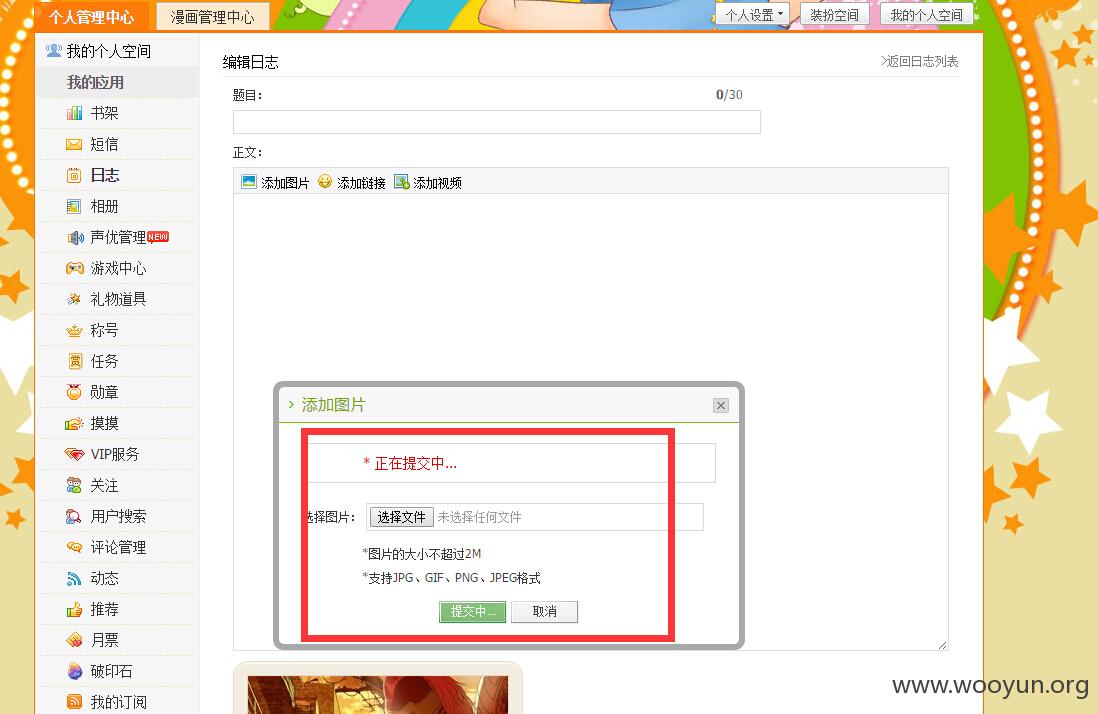 个人管理中心
漫画管理中心
个人设置
装扮空间
我的个人空间
我的个人空间
我的应用
书架
短信
日志
相册
声优管理NEW
游戏中心
礼物道具
称号
任务
勋章
摸摸
VIP服务
关注
用户搜索
评论管理
动态
推荐
月票
破印石
我的订阅
编辑日志
>返回日志列表
题目：
0/30
正文：
添加图片 添加链接 添加视频
添加图片
* 正在提交中...
选择图片： 选择文件 未选择任何文件
*图片的大小不超过2M
*支持JPG、GIF、PNG、JPEG格式
提交中... 取消
www.wooyun.org